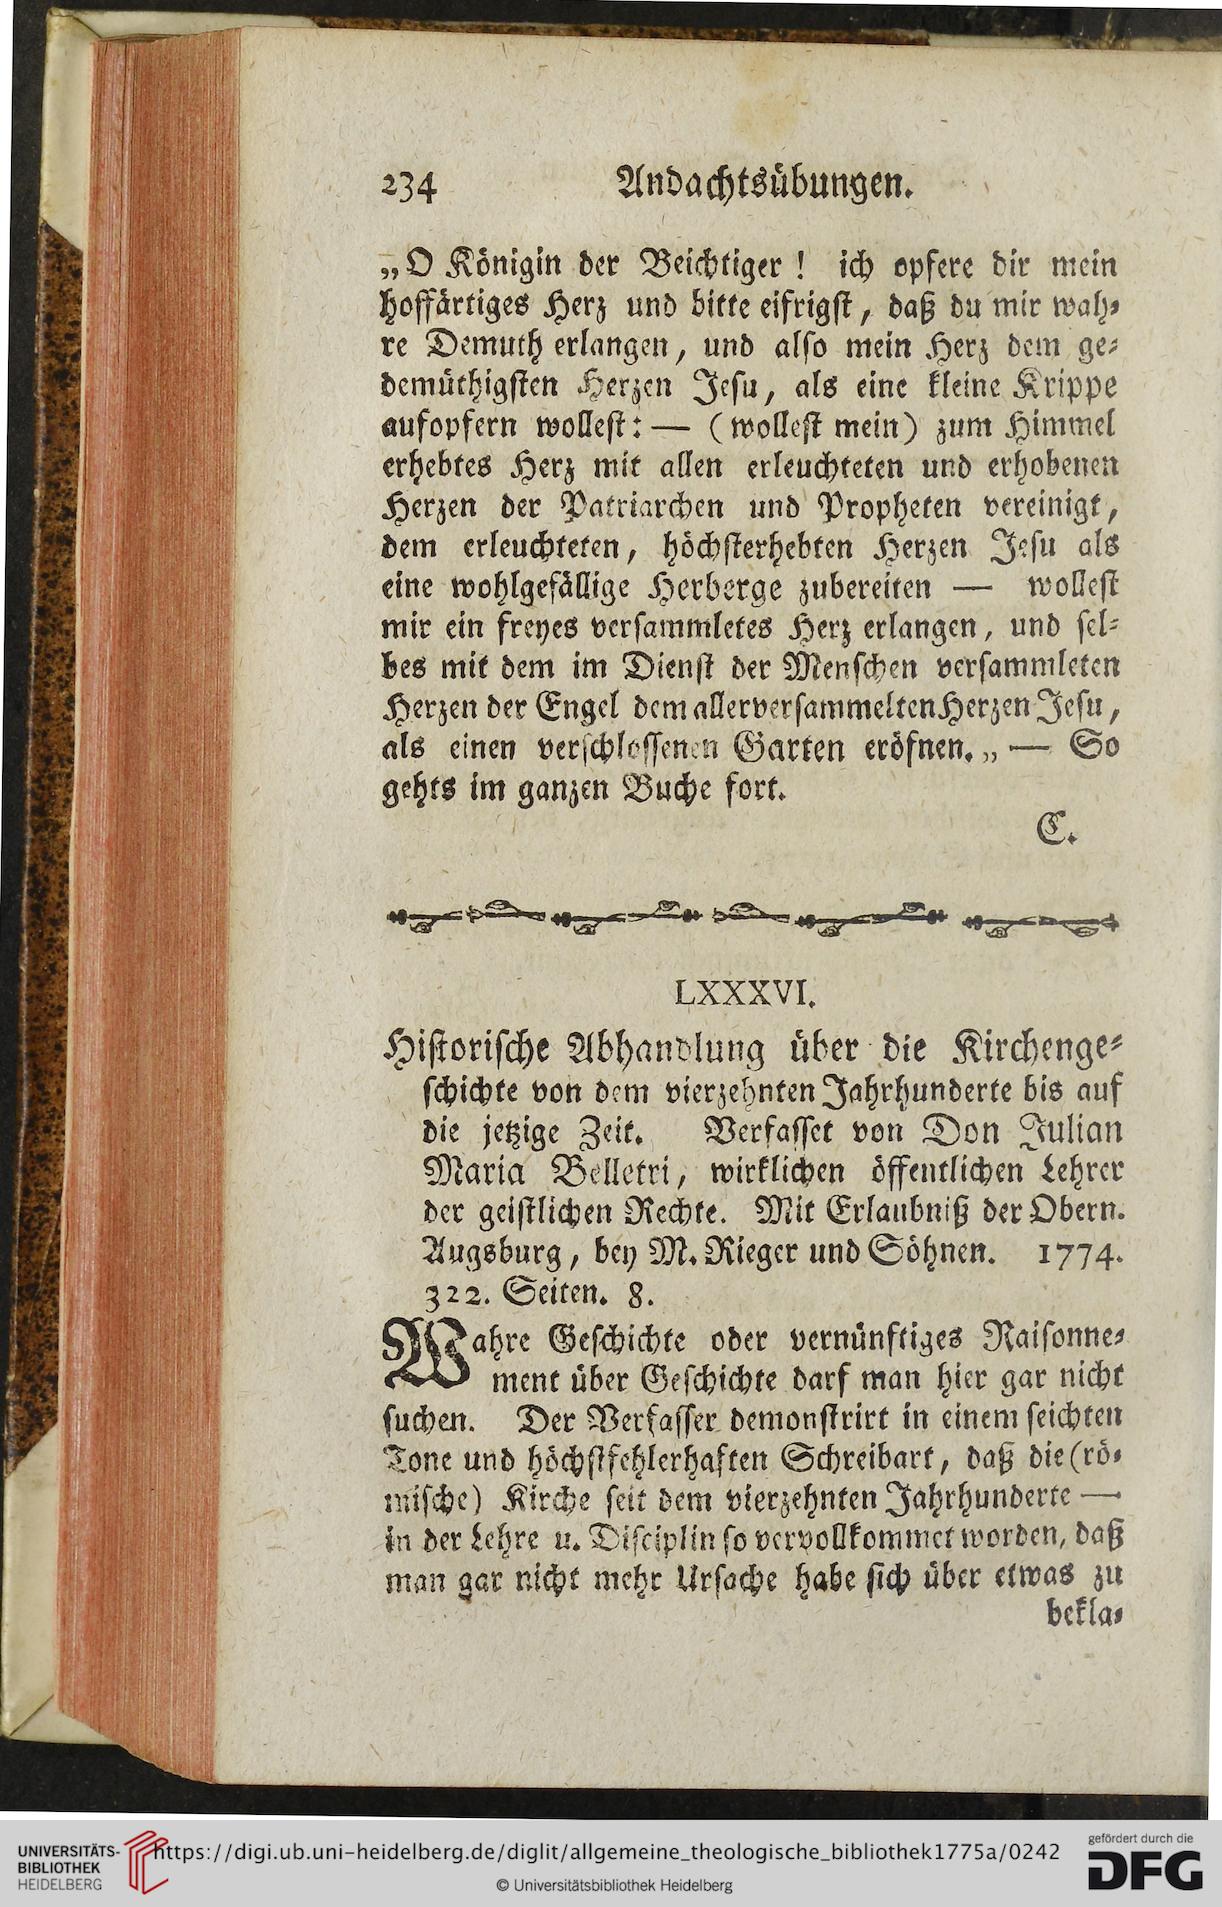 234 Andachtsübungen.
„O Königin der Beichtiger! ich opfere dir mein
hoffärtiges Herz und bitte eifrigst, daß du mir wah-
re Demuth erlangen, und also mein Herz dem ge-
demüthigsten Herzen Jesu, als eine kleine Krippe
aufopfern wollest: — (wollest mein) zum Himmel
erhebtes Herz mit allen erleuchteten und erhobenen
Herzen der Patriarchen und Propheten vereinigt,
dem erleuchteten, höchsterhebten Herzen Jesu als
eine wohlgefällige Herberge zubereiten — wollest
mir ein freyes versammletes Herz erlangen, und sel-
bes mit dem im Dienst der Menschen versammleten
Herzen der Engel dem allerversammelten Herzen Jesu,
als einen verschlossenen Garten eröfnen.„ — So
gehts im ganzen Buche fort.
C.
LXXXVI.
Historische Abhandlung über die Kirchenge-
schichte von dem vierzehnten Jahrhunderte bis auf
die jetzige Zeit. Verfasset von Don Julian
Maria Belletri, wirklichen öffentlichen Lehrer
der geistlichen Rechte. Mit Erlaubniß der Obern.
Augsburg, bey M. Rieger und Söhnen. 1774.
322. Seiten. 8.
Wahre Geschichte oder vernünftiges Raisonne-
ment über Geschichte darf man hier gar nicht
suchen. Der Verfasser demonstrirt in einem seichten
Tone und höchstfehlerhaften Schreibart, daß die (rö-
mische) Kirche seit dem vierzehnten Jahrhunderte —
in der Lehre u. Disciplin so vervollkommet worden, daß
man gar nicht mehr Ursache habe sich über etwas zu
bekla-
UNIVERSITÄTS-
BIBLIOTHEK
HEIDELBERG
https://digi.ub.uni-heidelberg.de/diglit/allgemeine_theologische_bibliothek1775a/0242
© Universitätsbibliothek Heidelberg
gefördert durch die
DFG